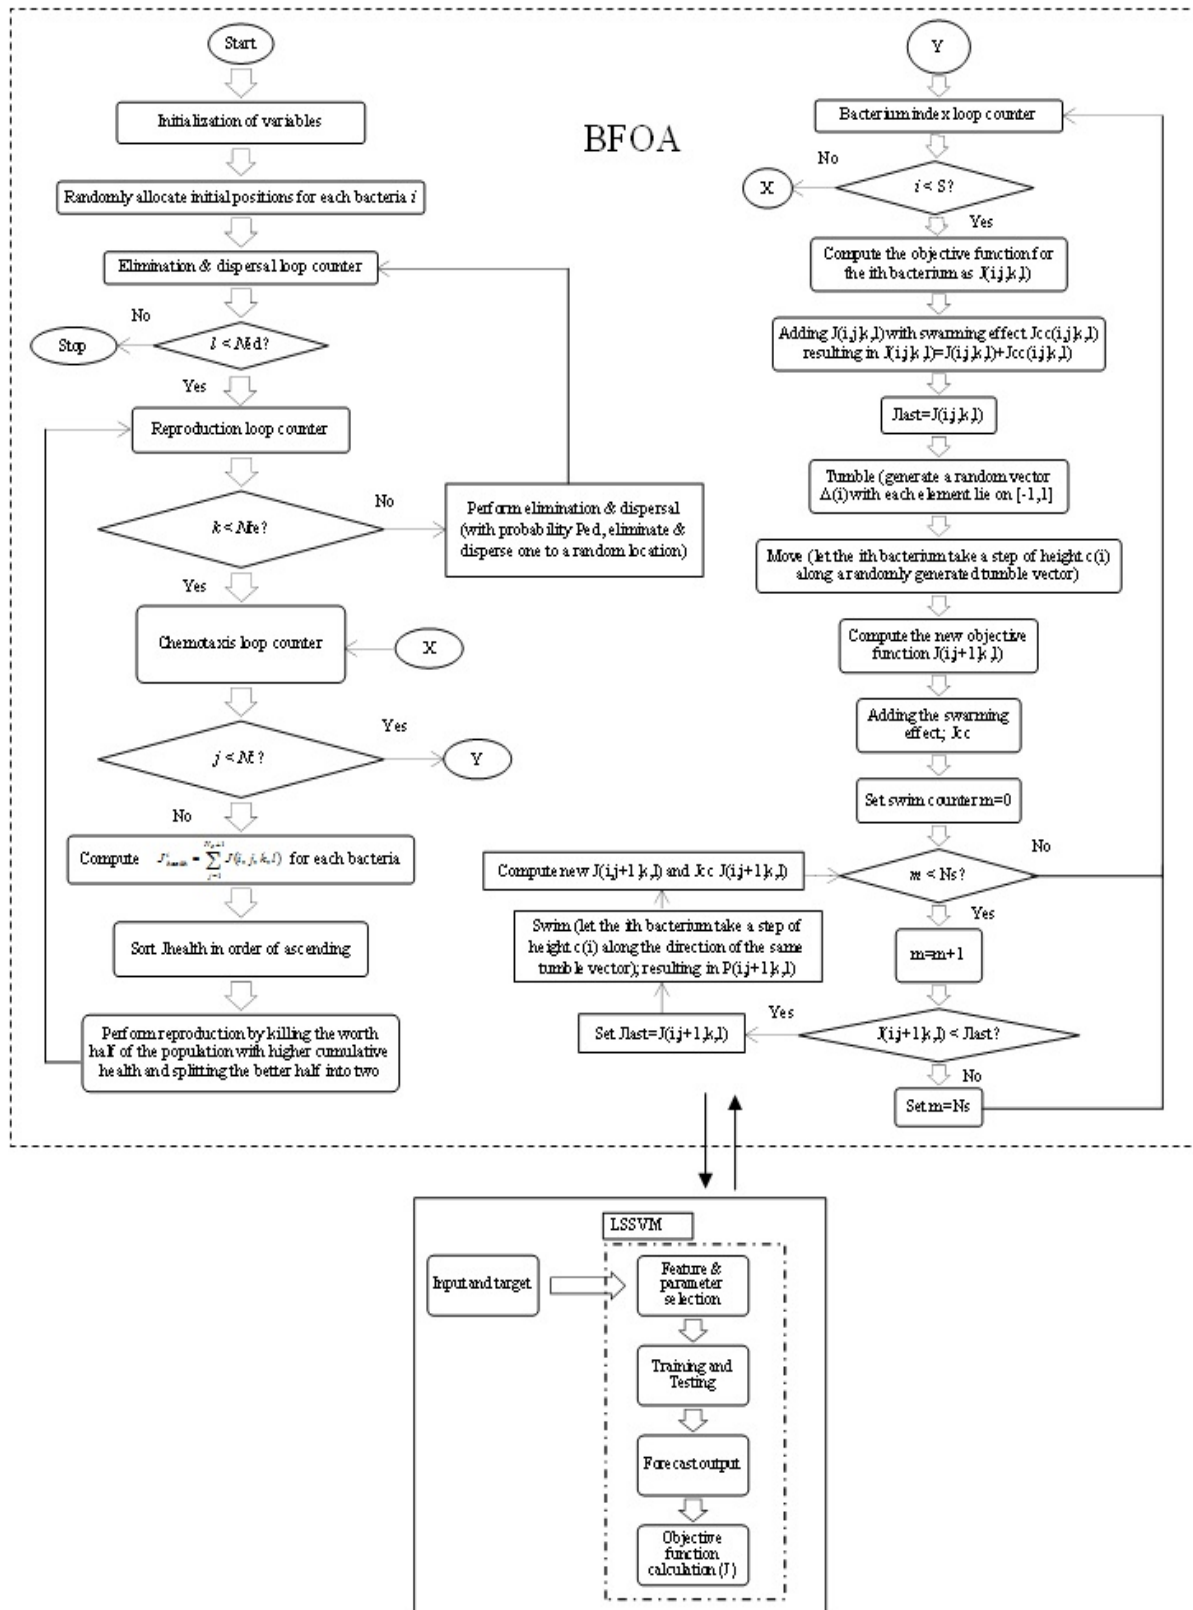 BFOA
Start
Initialization of variables
Randomly allocate initial positions for each bacteria i
Elimination & dispersal loop counter
No
l < Ned?
Stop
Yes
Reproduction loop counter
k < Nre?
No
Perform elimination & dispersal
(with probability Ped, eliminate &
disperse one to a random location)
Yes
Chemotaxis loop counter
X
j < Nc?
Yes
Y
No
Compute J^i_health = ∑_{j=1}^{Nc+1} J(i, j, k, l) for each bacteria
Sort Jhealth in order of ascending
Perform reproduction by killing the worth
half of the population with higher cumulative
health and splitting the better half into two
Y
Bacterium index loop counter
No
X
i < S?
Yes
Compute the objective function for
the ith bacterium as J(i,j,k,l)
Adding J(i,j,k,l) with swarming effect Jcc(i,j,k,l)
resulting in J(i,j,k,l)=J(i,j,k,l)+Jcc(i,j,k,l)
Jlast=J(i,j,k,l)
Tumble (generate a random vector
Δ(i) with each element lie on [-1,1]
Move (let the ith bacterium take a step of height c(i)
along a randomly generated tumble vector)
Compute the new objective
function J(i,j+1,k,l)
Adding the swarming
effect; Jcc
Set swim counter m=0
m < Ns?
No
Yes
m=m+1
J(i,j+1,k,l) < Jlast?
Yes
Set Jlast=J(i,j+1,k,l)
Swim (let the ith bacterium take a step of
height c(i) along the direction of the same
tumble vector); resulting in P(i,j+1,k,l)
Compute new J(i,j+1,k,l) and Jcc J(i,j+1,k,l)
No
Set m=Ns
LSSVM
Input and target
Feature &
parameter
selection
Training and
Testing
Forecast output
Objective
function
calculation (J)